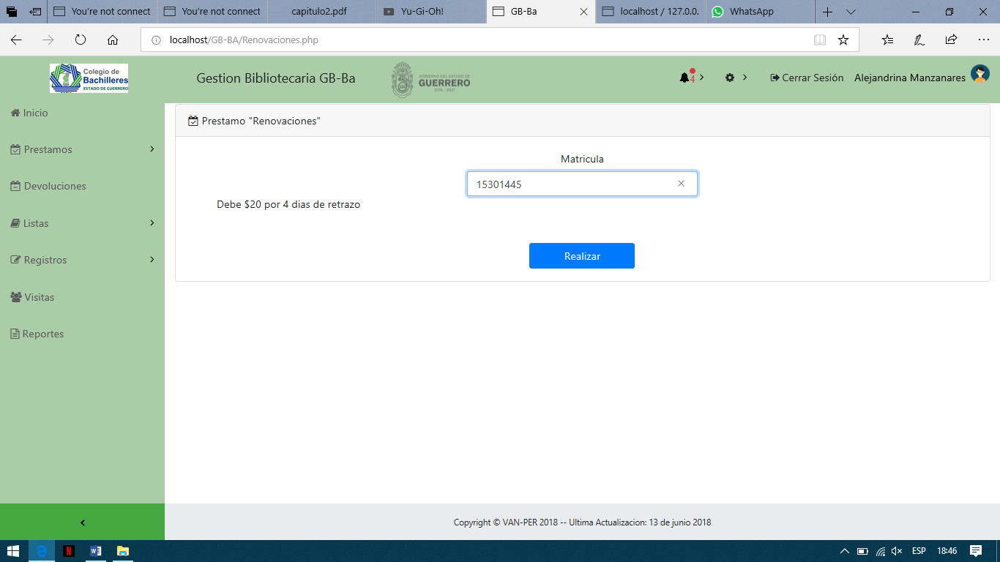 You're not connect
You're not connect
capitulo2.pdf
Yu-Gi-Oh!
GB-Ba
localhost / 127.0.0.
WhatsApp
localhost/GB-BA/Renovaciones.php
Colegio de
Bachilleres
ESTADO DE GUERRERO
Gestion Bibliotecaria GB-Ba
GOBIERNO DEL ESTADO DE
GUERRERO
2015 - 2021
4
Cerrar Sesión
Alejandrina Manzanares
Inicio
Prestamos
Devoluciones
Listas
Registros
Visitas
Reportes
Prestamo "Renovaciones"
Matricula
15301445
Debe $20 por 4 dias de retrazo
Realizar
Copyright © VAN-PER 2018 -- Ultima Actualizacion: 13 de junio 2018
ESP
18:46